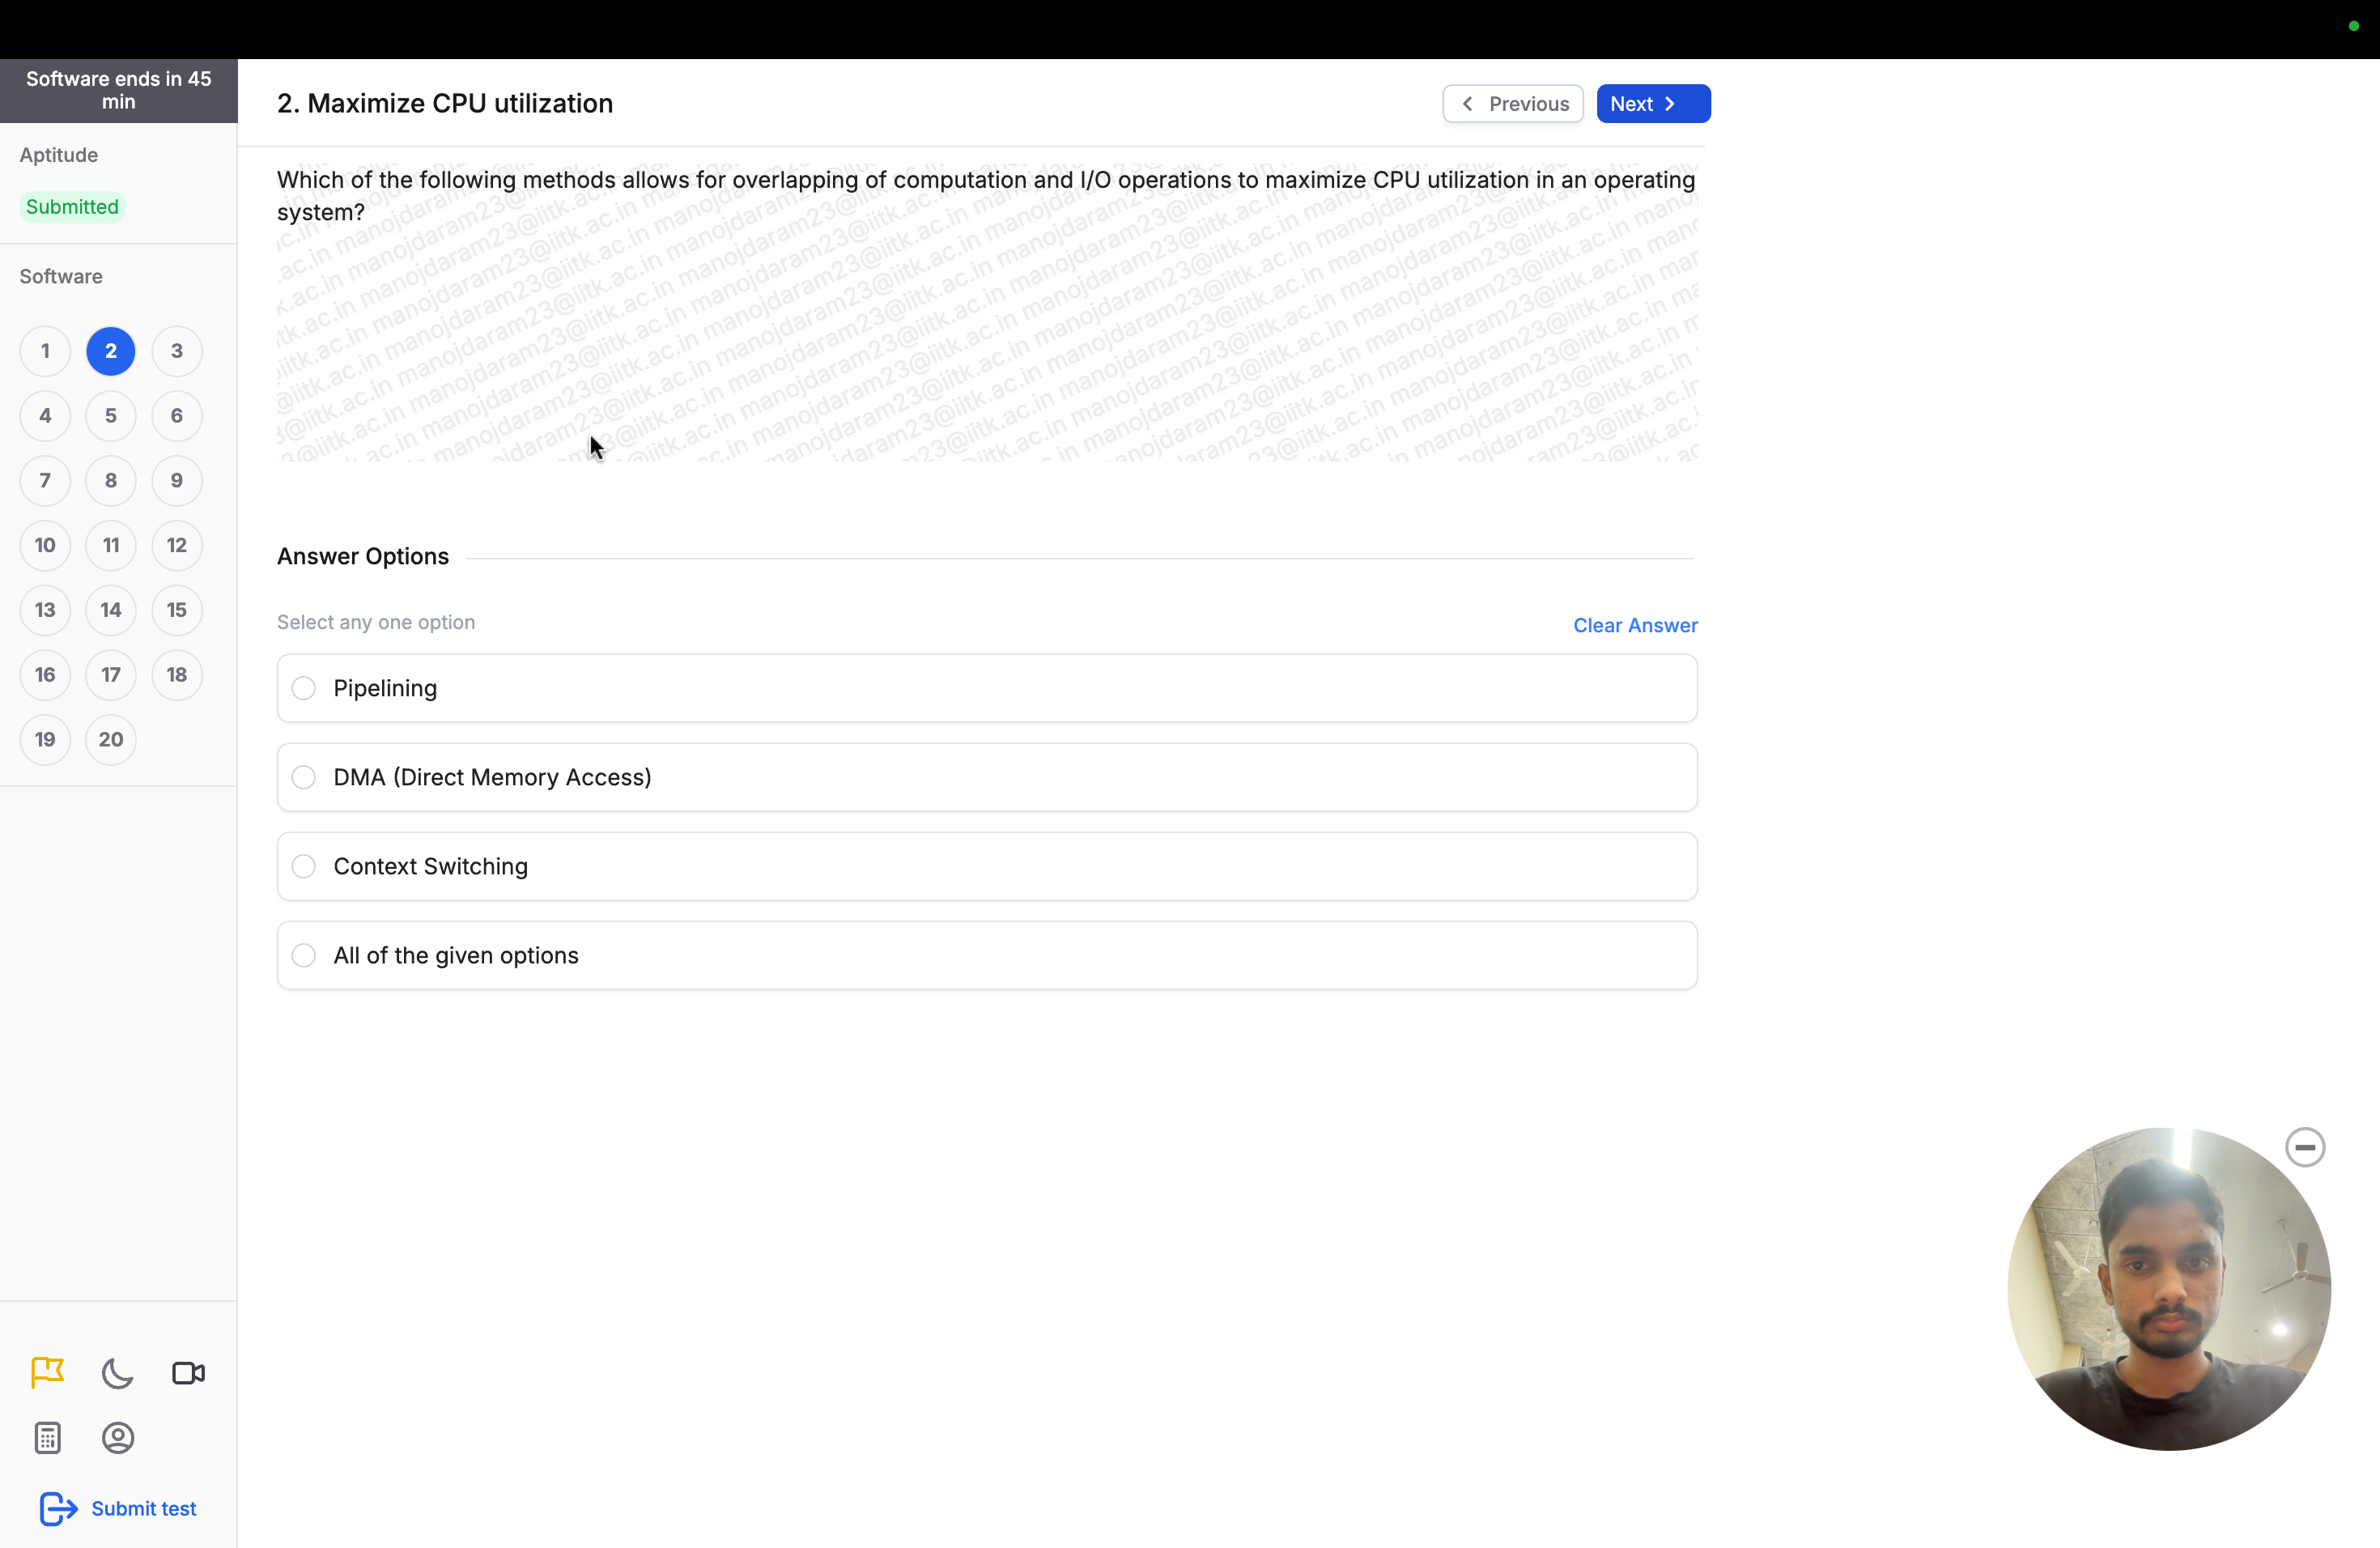 Software ends in 45
min
Aptitude
Submitted
Software
1 2 3
4 5 6
7 8 9
10 11 12
13 14 15
16 17 18
19 20
Submit test
2. Maximize CPU utilization
Previous
Next
Which of the following methods allows for overlapping of computation and I/O operations to maximize CPU utilization in an operating
system?
manojdaram23@iitk.ac.in
Answer Options
Select any one option
Clear Answer
Pipelining
DMA (Direct Memory Access)
Context Switching
All of the given options